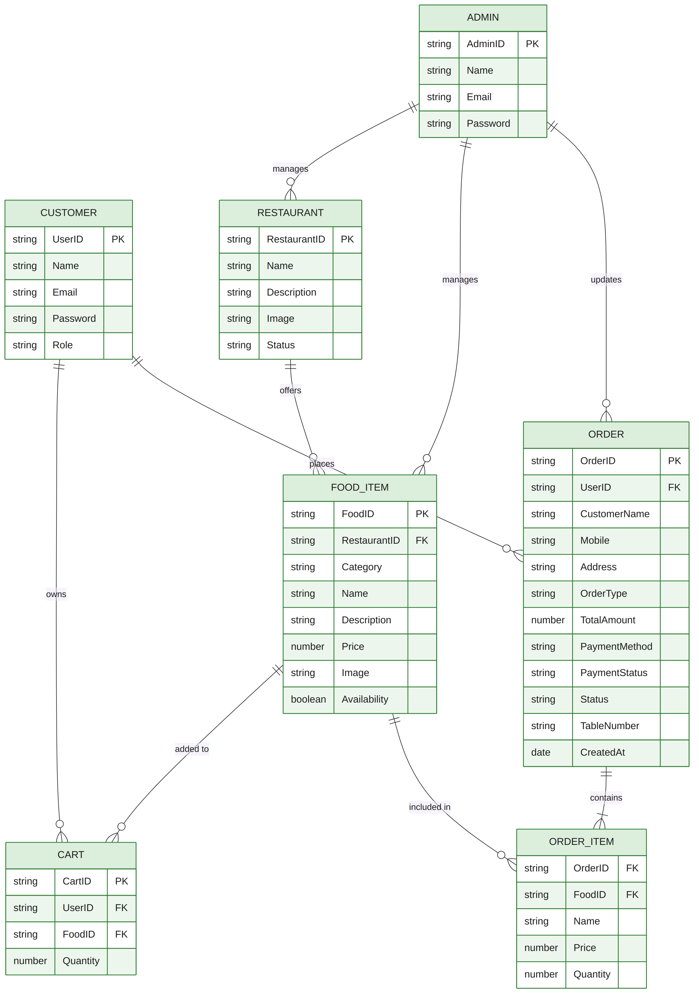 ADMIN
string AdminID PK
string Name
string Email
string Password
manages
manages
updates
CUSTOMER
string UserID PK
string Name
string Email
string Password
string Role
RESTAURANT
string RestaurantID PK
string Name
string Description
string Image
string Status
offers
places
owns
FOOD_ITEM
string FoodID PK
string RestaurantID FK
string Category
string Name
string Description
number Price
string Image
boolean Availability
ORDER
string OrderID PK
string UserID FK
string CustomerName
string Mobile
string Address
string OrderType
number TotalAmount
string PaymentMethod
string PaymentStatus
string Status
string TableNumber
date CreatedAt
added to
included in
contains
CART
string CartID PK
string UserID FK
string FoodID FK
number Quantity
ORDER_ITEM
string OrderID FK
string FoodID FK
string Name
number Price
number Quantity